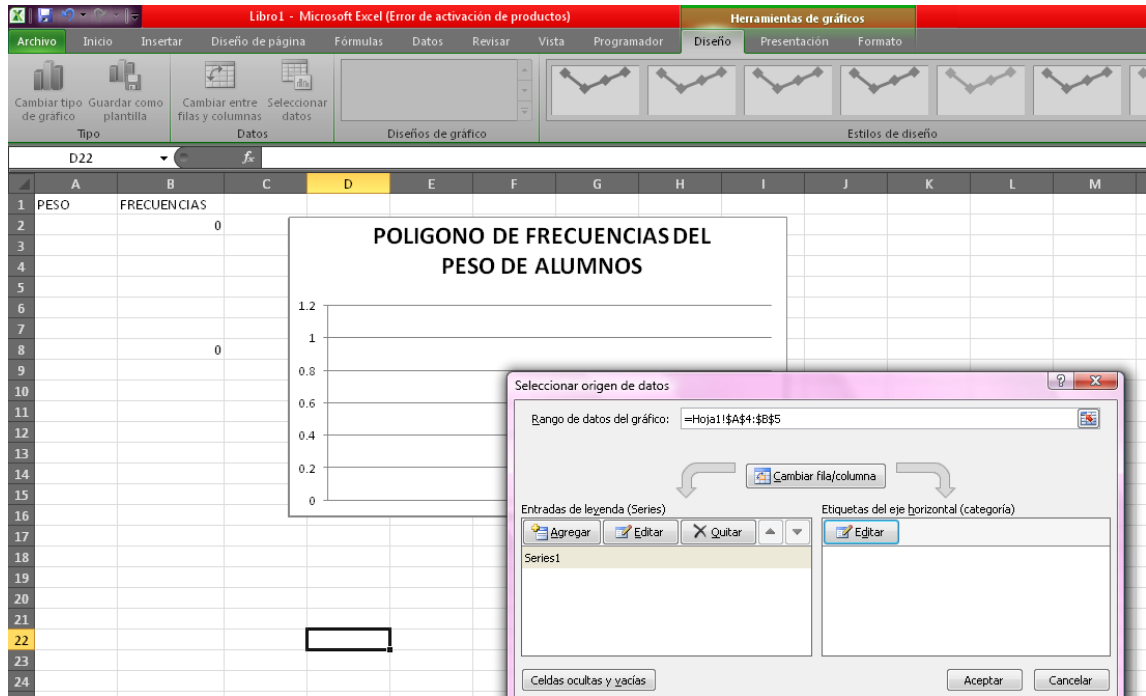 Libro1 - Microsoft Excel (Error de activación de productos)
Herramientas de gráficos
Archivo Inicio Insertar Diseño de página Fórmulas Datos Revisar Vista Programador Diseño Presentación Formato
Cambiar tipo de gráfico
Guardar como plantilla
Cambiar entre filas y columnas
Seleccionar datos
Tipo Datos Diseños de gráfico Estilos de diseño
D22 fx
A B C D E F G H I J K L M
1 PESO FRECUENCIAS
2 0
3
4
5
6
7
8 0
9
10
11
12
13
14
15
16
17
18
19
20
21
22
23
24
POLIGONO DE FRECUENCIAS DEL
PESO DE ALUMNOS
1.2
1
0.8
0.6
0.4
0.2
0
Seleccionar origen de datos
Rango de datos del gráfico: =Hoja1!$A$4:$B$5
Cambiar fila/columna
Entradas de leyenda (Series)
Etiquetas del eje horizontal (categoría)
Agregar Editar Quitar
Editar
Series1
Celdas ocultas y vacías
Aceptar Cancelar